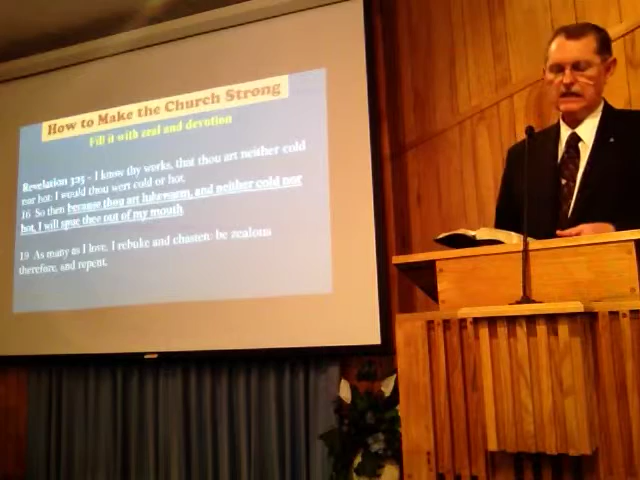 How to Make the Church Strong
Fill it with zeal and devotion
Revelation 3:15 - I know thy works, that thou art neither cold
nor hot: I would thou wert cold or hot.
16 So then because thou art lukewarm, and neither cold nor
hot, I will spue thee out of my mouth.
19 As many as I love, I rebuke and chasten: be zealous
therefore, and repent.